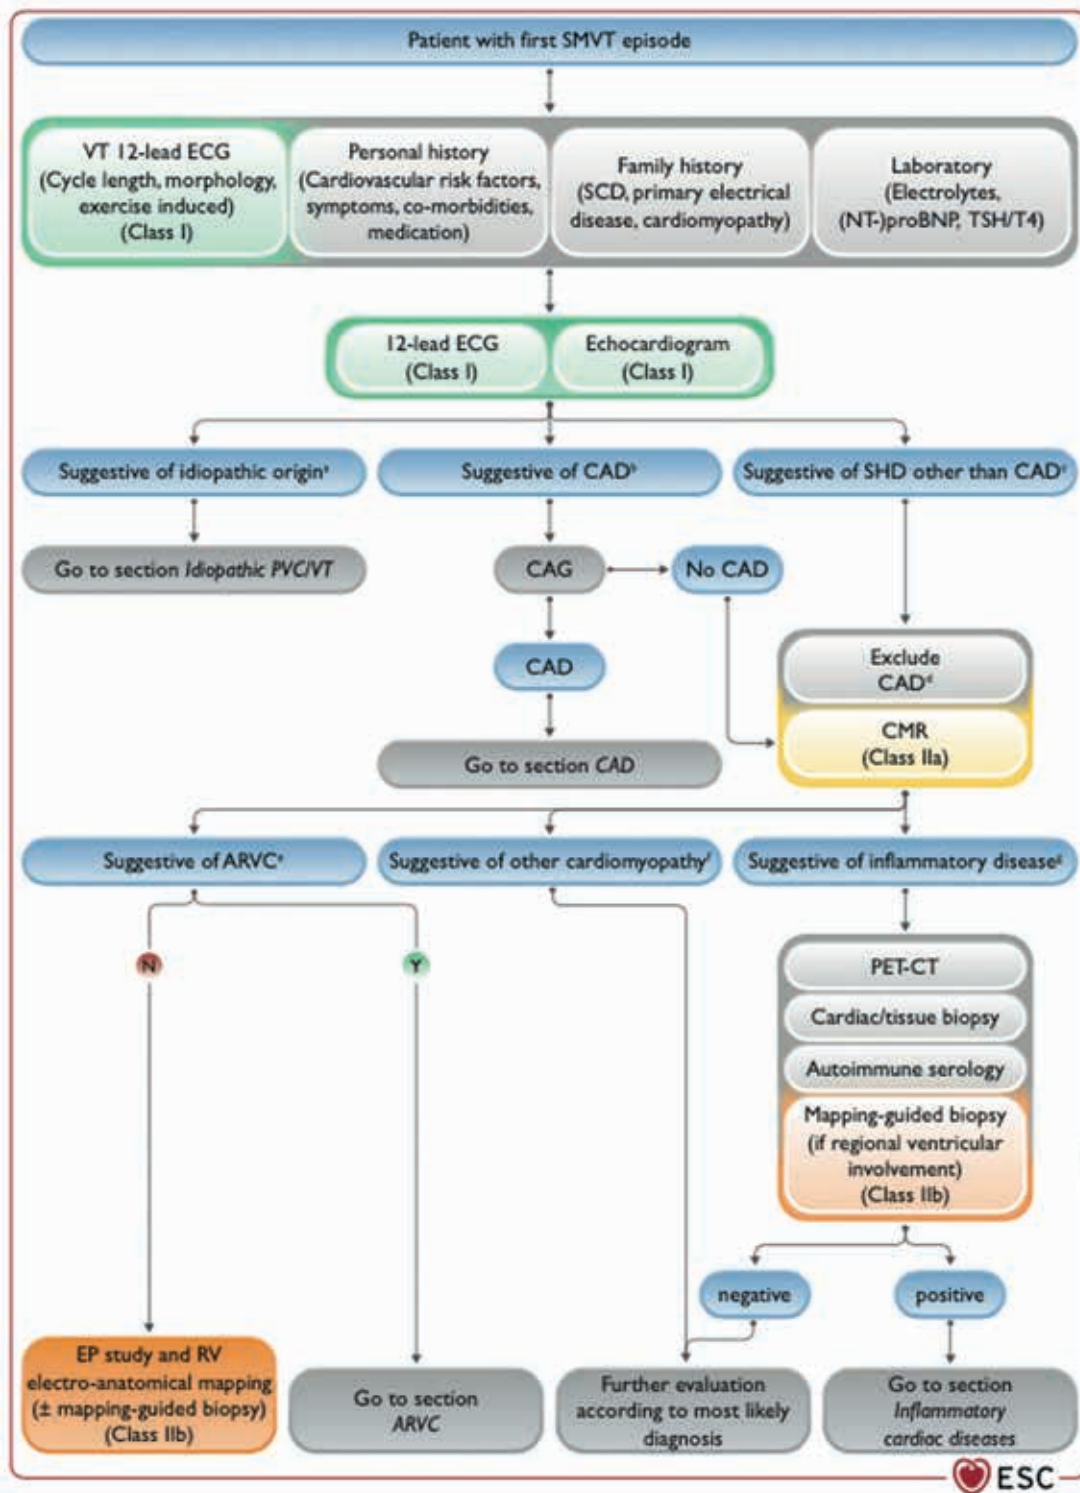 Patient with first SMVT episode
VT 12-lead ECG
(Cycle length, morphology,
exercise induced)
(Class I)
Personal history
(Cardiovascular risk factors,
symptoms, co-morbidities,
medication)
Family history
(SCD, primary electrical
disease, cardiomyopathy)
Laboratory
(Electrolytes,
(NT-)proBNP, TSH/T4)
12-lead ECG
(Class I)
Echocardiogram
(Class I)
Suggestive of idiopathic originᵃ
Suggestive of CADᵇ
Suggestive of SHD other than CADᶜ
Go to section Idiopathic PVC/VT
CAG
No CAD
CAD
Exclude
CADᵈ
CMR
(Class IIa)
Go to section CAD
Suggestive of ARVCᵉ
Suggestive of other cardiomyopathyᶠ
Suggestive of inflammatory diseaseᵍ
N
Y
PET-CT
Cardiac/tissue biopsy
Autoimmune serology
Mapping-guided biopsy
(if regional ventricular
involvement)
(Class IIb)
negative
positive
EP study and RV
electro-anatomical mapping
(± mapping-guided biopsy)
(Class IIb)
Go to section
ARVC
Further evaluation
according to most likely
diagnosis
Go to section
Inflammatory
cardiac diseases
ESC